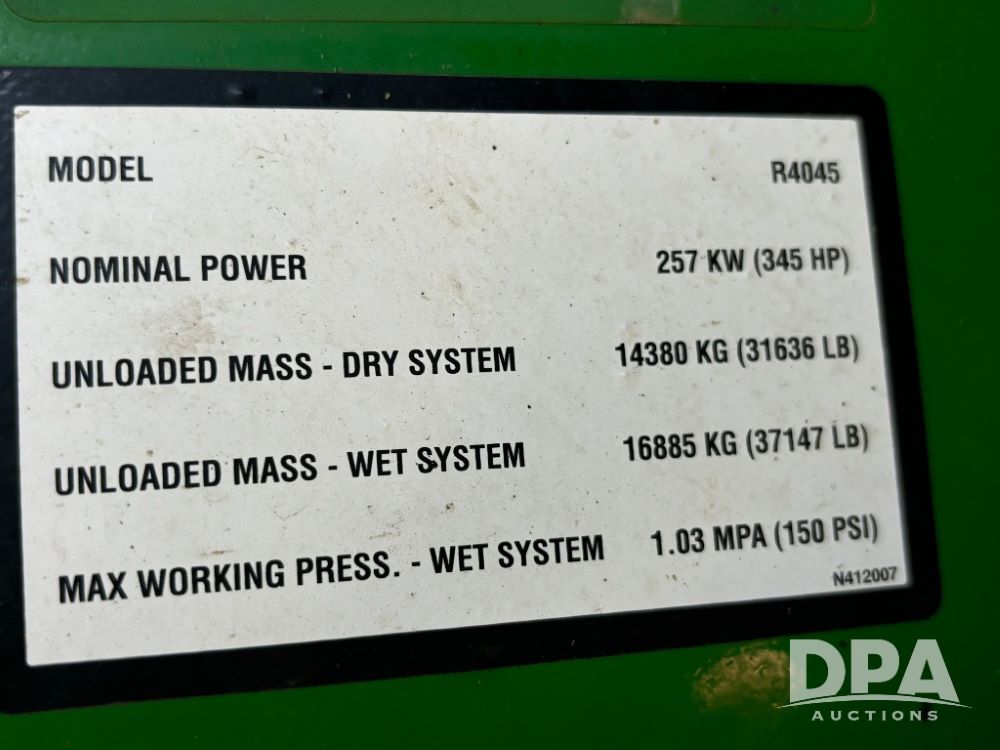 MODEL R4045
NOMINAL POWER 257 KW (345 HP)
UNLOADED MASS - DRY SYSTEM 14380 KG (31636 LB)
UNLOADED MASS - WET SYSTEM 16885 KG (37147 LB)
MAX WORKING PRESS. - WET SYSTEM 1.03 MPA (150 PSI)
N412007
DPA
AUCTIONS